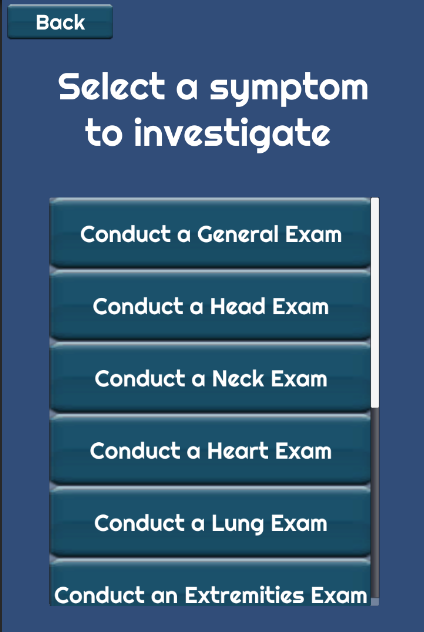 Back
Select a symptom
to investigate
Conduct a General Exam
Conduct a Head Exam
Conduct a Neck Exam
Conduct a Heart Exam
Conduct a Lung Exam
Conduct an Extremities Exam